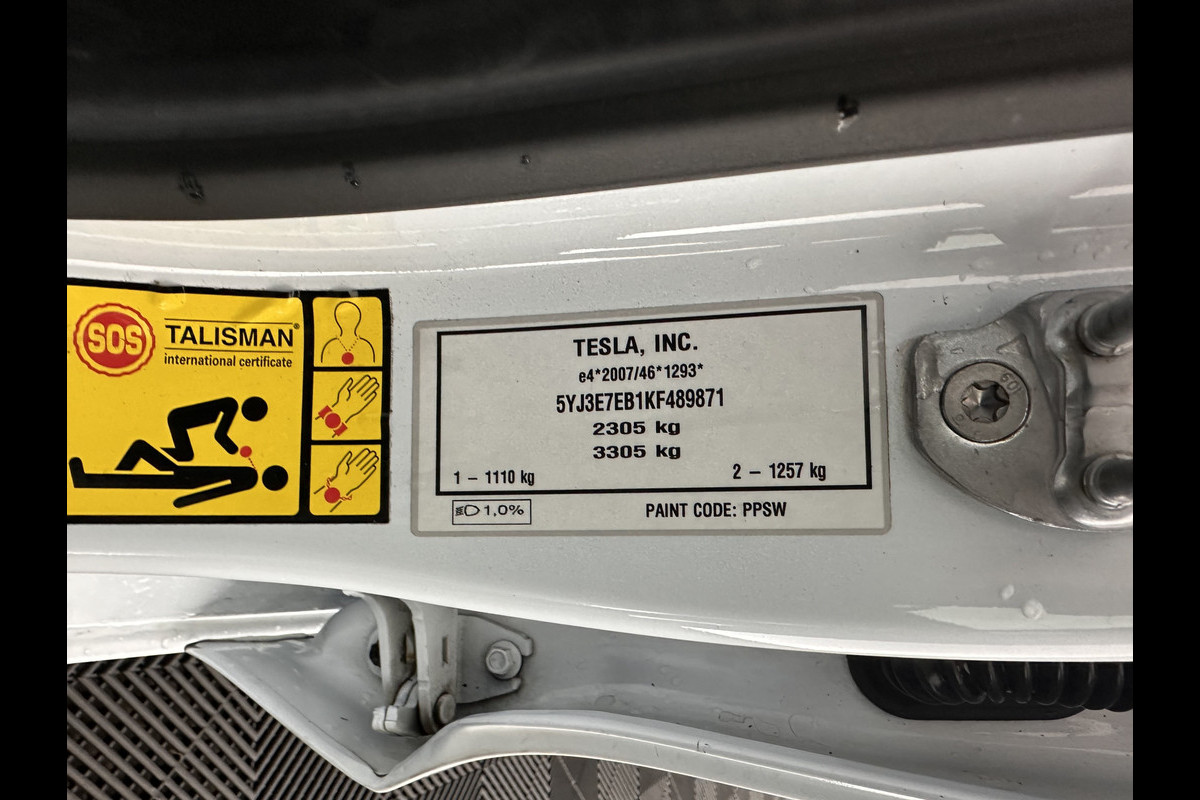 SOS
TALISMAN®
international certificate
TESLA, INC.
e4*2007/46*1293*
5YJ3E7EB1KF489871
2305 kg
3305 kg
1 – 1110 kg
2 – 1257 kg
1,0%
PAINT CODE: PPSW